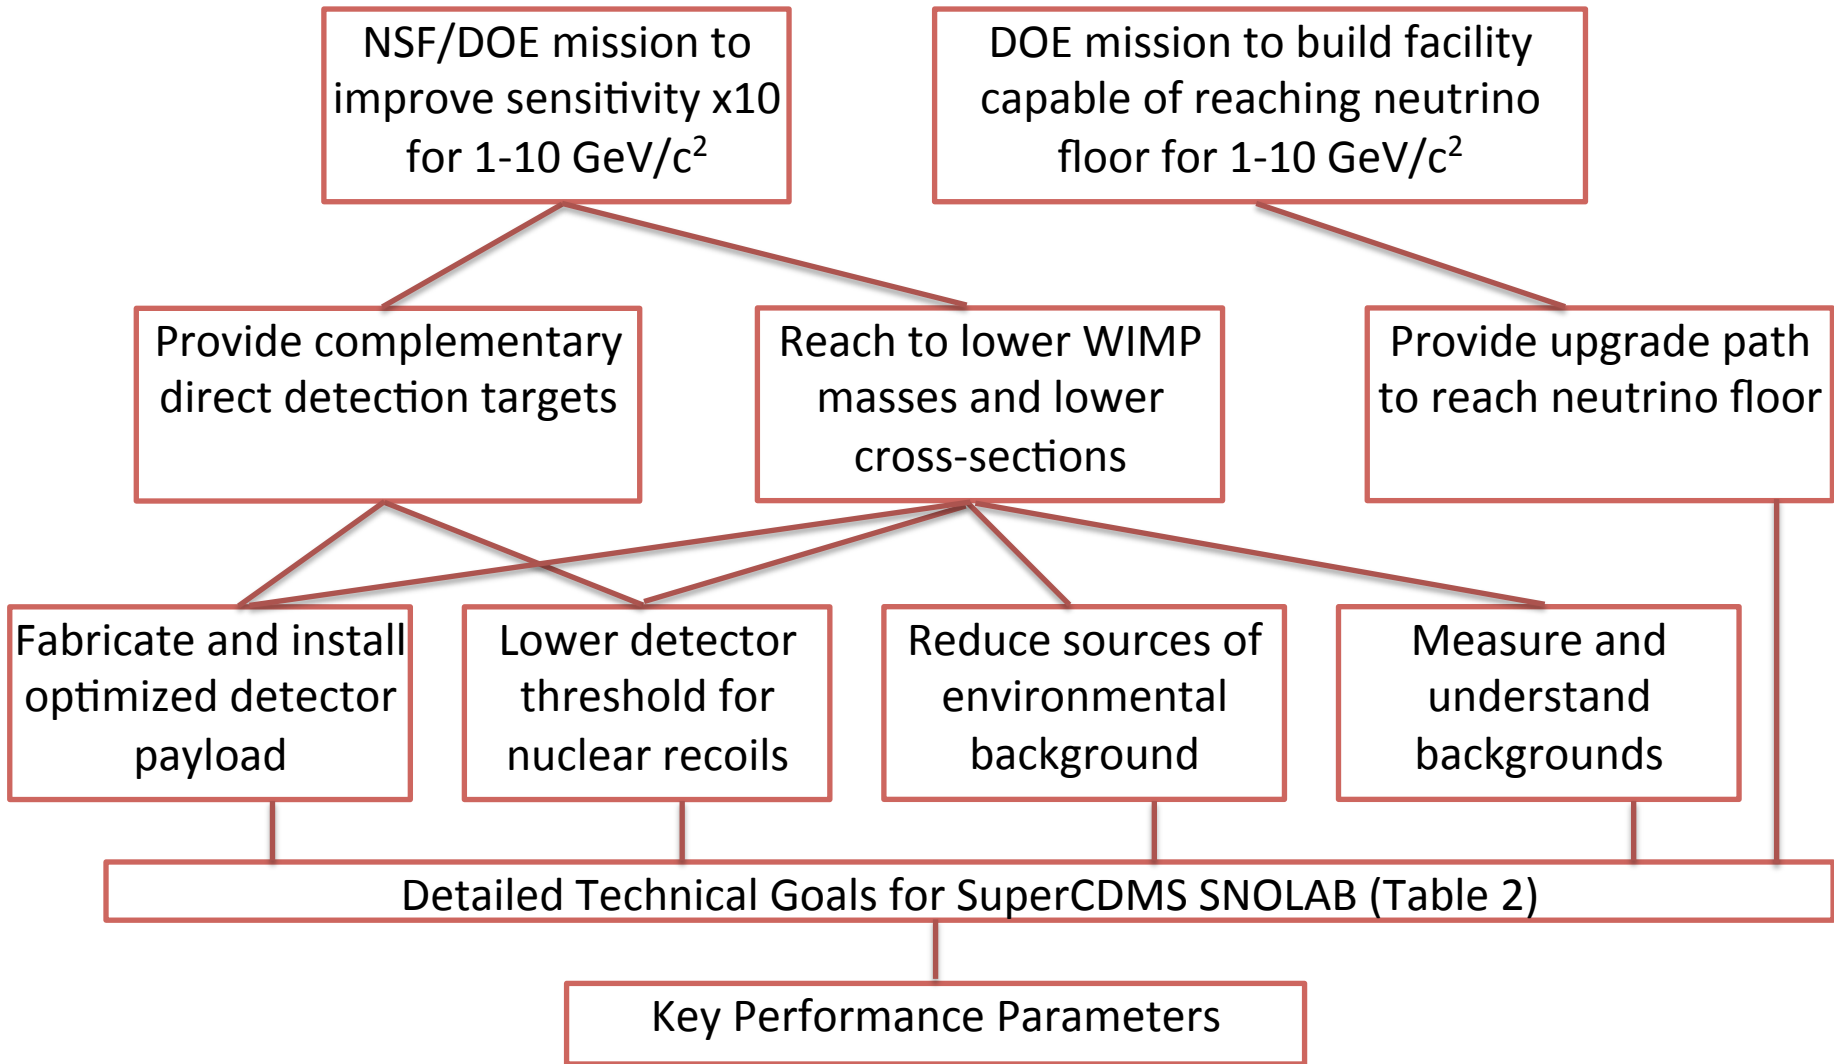 NSF/DOE mission to
improve sensitivity x10
for 1-10 GeV/c²
DOE mission to build facility
capable of reaching neutrino
floor for 1-10 GeV/c²
Provide complementary
direct detection targets
Reach to lower WIMP
masses and lower
cross-sections
Provide upgrade path
to reach neutrino floor
Fabricate and install
optimized detector
payload
Lower detector
threshold for
nuclear recoils
Reduce sources of
environmental
background
Measure and
understand
backgrounds
Detailed Technical Goals for SuperCDMS SNOLAB (Table 2)
Key Performance Parameters